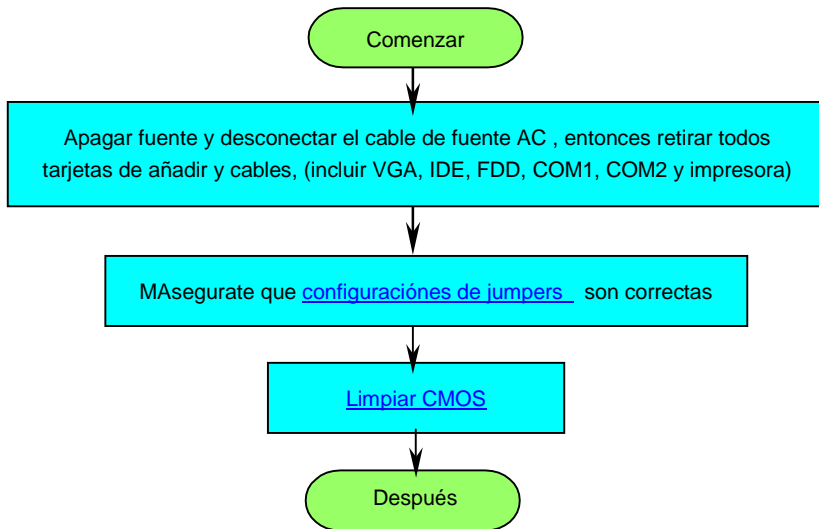 Comenzar
Apagar fuente y desconectar el cable de fuente AC , entonces retirar todos
tarjetas de añadir y cables, (incluir VGA, IDE, FDD, COM1, COM2 y impresora)
MAsegurate que configuraciónes de jumpers  son correctas
Limpiar CMOS
Después